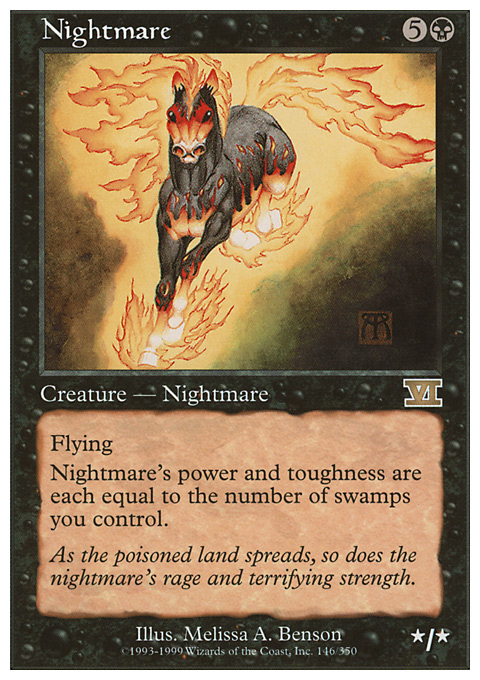 Nightmare 5
Creature — Nightmare VI
Flying
Nightmare's power and toughness are
each equal to the number of swamps
you control.
As the poisoned land spreads, so does the
nightmare's rage and terrifying strength.
Illus. Melissa A. Benson
©1993-1999 Wizards of the Coast, Inc. 146/350
*/*